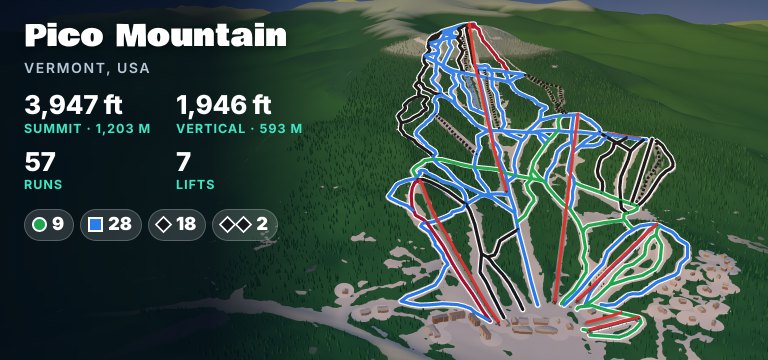 Pico Mountain
VERMONT, USA
3,947 ft 1,946 ft
SUMMIT · 1,203 M VERTICAL · 593 M
57 7
RUNS LIFTS
9 28 18 2